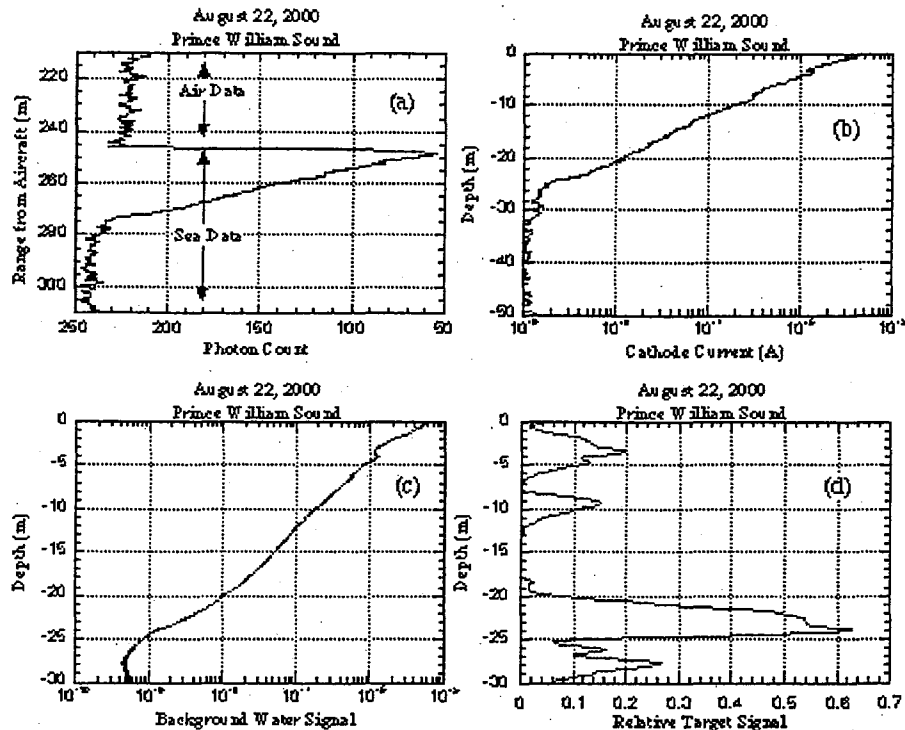 August 22, 2000
Prince William Sound
(a)
Air Data
Sea Data
220
240
260
280
300
250
200
150
100
50
Range from Aircraft (m)
Photon Count
August 22, 2000
Prince William Sound
(b)
0
-10
-20
-30
-40
-50
Depth (m)
Cathode Current (A)
August 22, 2000
Prince William Sound
(c)
0
-5
-10
-15
-20
-25
-30
Depth (m)
Background Water Signal
August 22, 2000
Prince William Sound
(d)
0
-5
-10
-15
-20
-25
-30
0
0.1
0.2
0.3
0.4
0.5
0.6
0.7
Depth (m)
Relative Target Signal